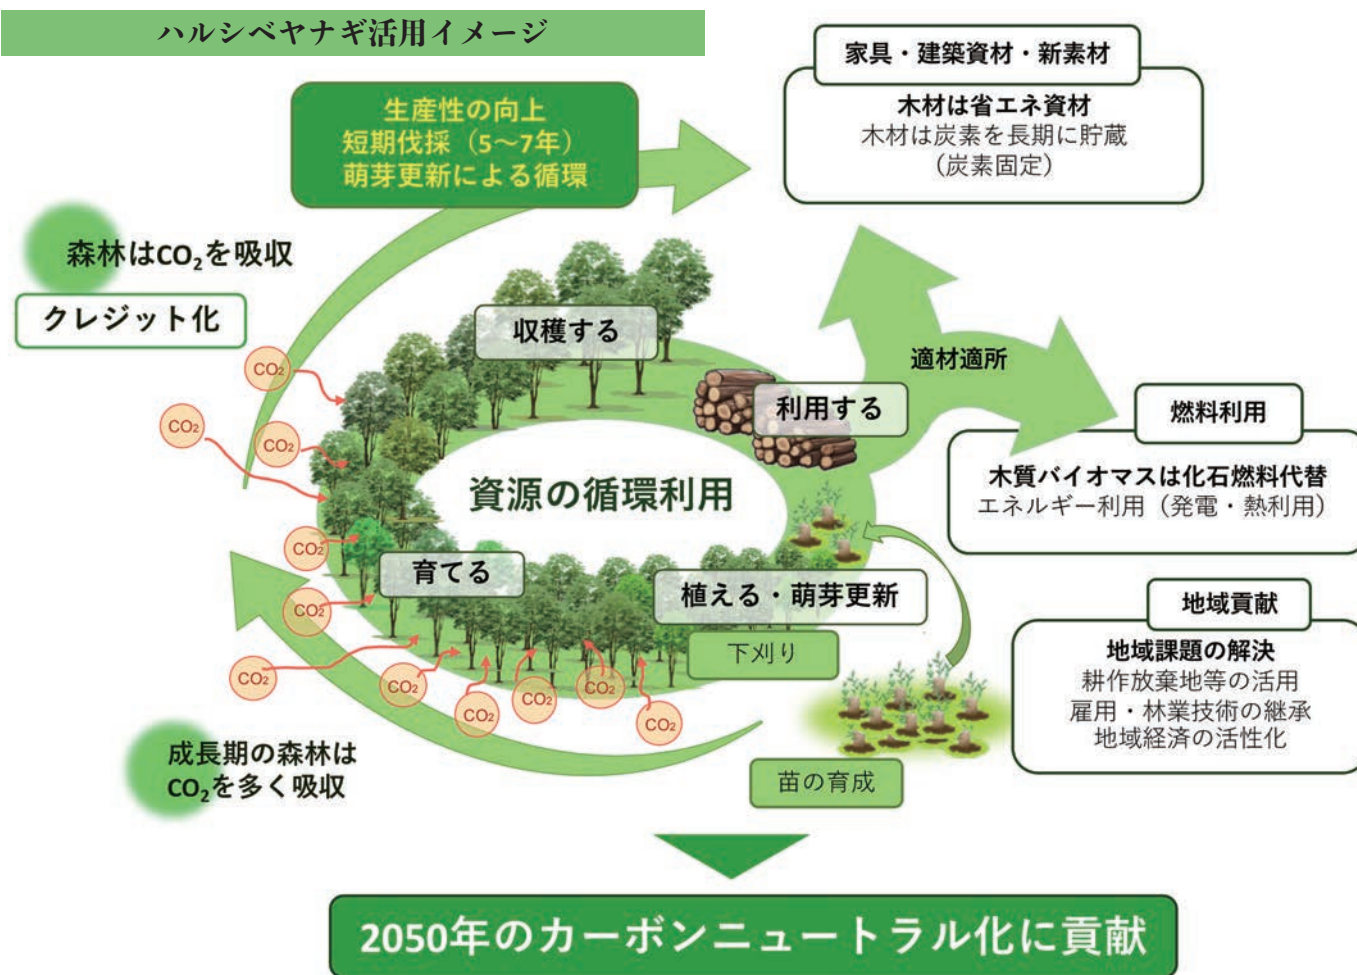 ハルシベヤナギ活用イメージ
生産性の向上
短期伐採（5～7年）
萌芽更新による循環
家具・建築資材・新素材
木材は省エネ資材
木材は炭素を長期に貯蔵
(炭素固定)
森林はCO₂を吸収
クレジット化
収穫する
利用する
適材適所
燃料利用
木質バイオマスは化石燃料代替
エネルギー利用（発電・熱利用）
資源の循環利用
育てる
植える・萌芽更新
下刈り
苗の育成
地域貢献
地域課題の解決
耕作放棄地等の活用
雇用・林業技術の継承
地域経済の活性化
CO₂
CO₂
CO₂
CO₂
CO₂
CO₂
CO₂
CO₂
CO₂
CO₂
CO₂
成長期の森林は
CO₂を多く吸収
2050年のカーボンニュートラル化に貢献